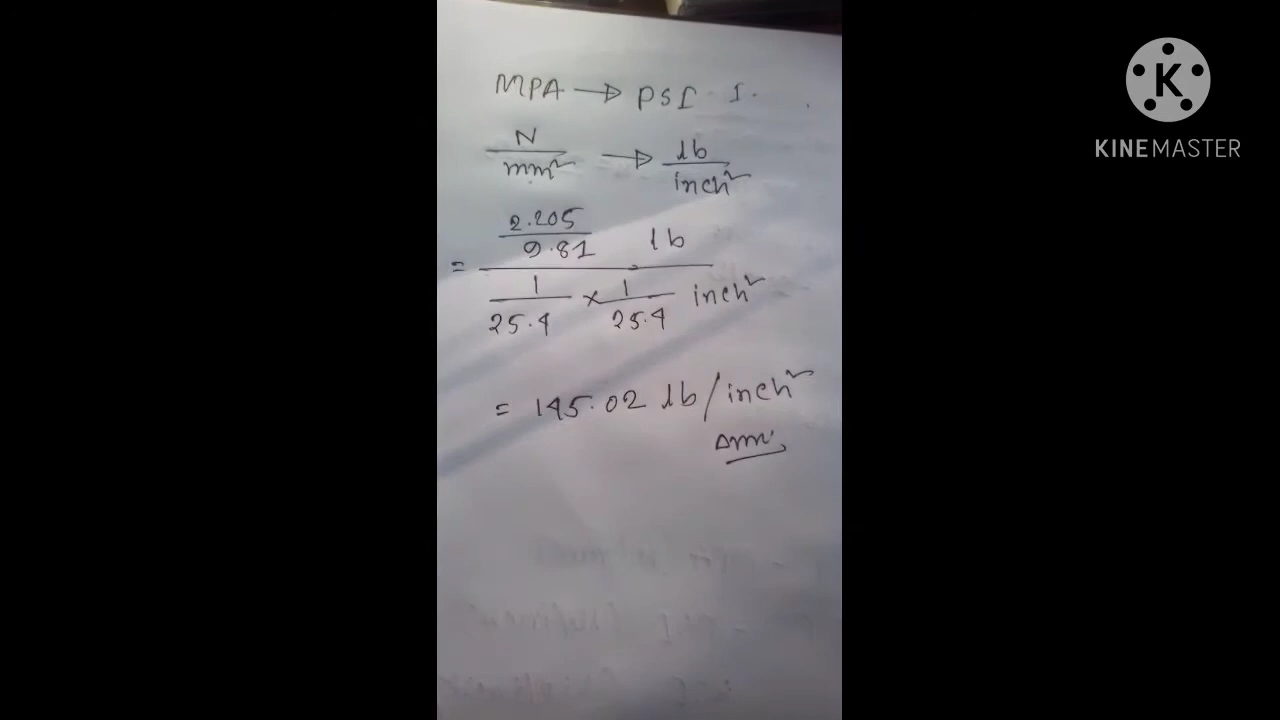 MPA → PSI I.
N/mm² → lb/inch²
= (2.205/9.81 lb) / (1/25.4 × 1/25.4 inch²)
= 145.02 lb/inch²
KINEMASTER